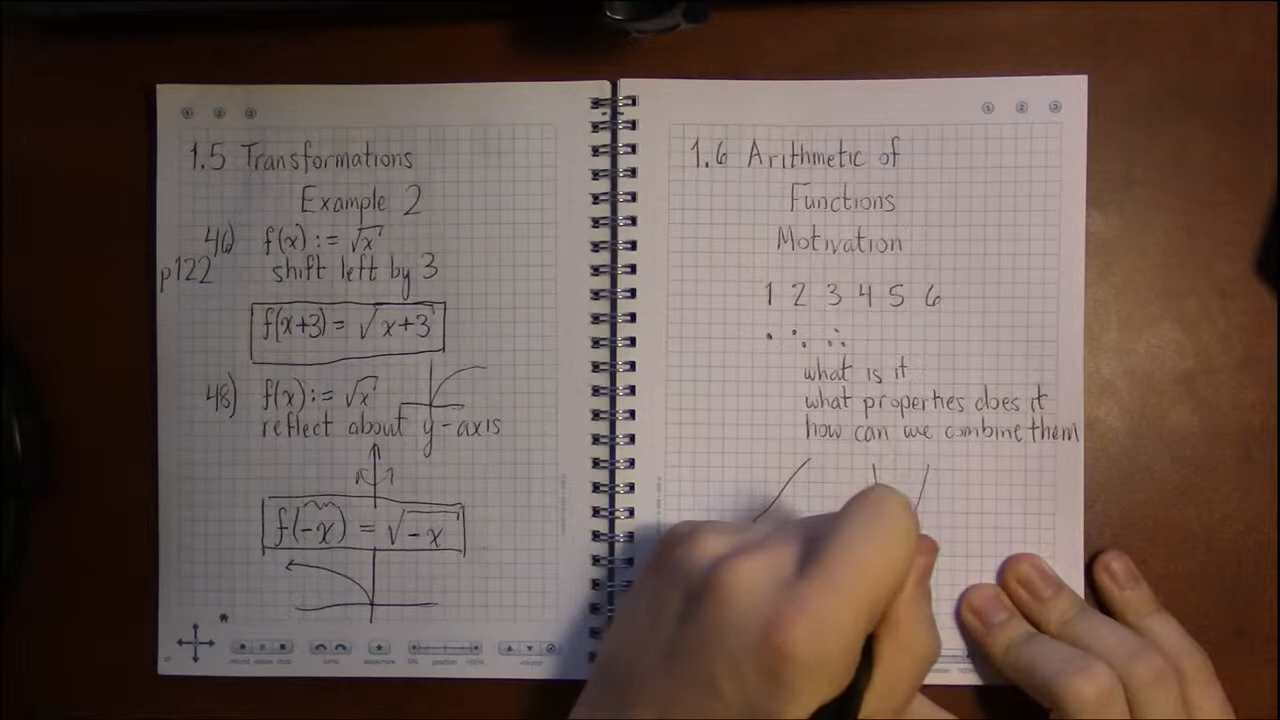 1.5 Transformations
Example 2
46) f(x) := √x
p122 shift left by 3
f(x+3) = √x+3
48) f(x) := √x
reflect about y-axis
f(-x) = √-x
position
volume
1.6 Arithmetic of
Functions
Motivation
1 2 3 4 5 6
what is it
what properties does it
how can we combine them